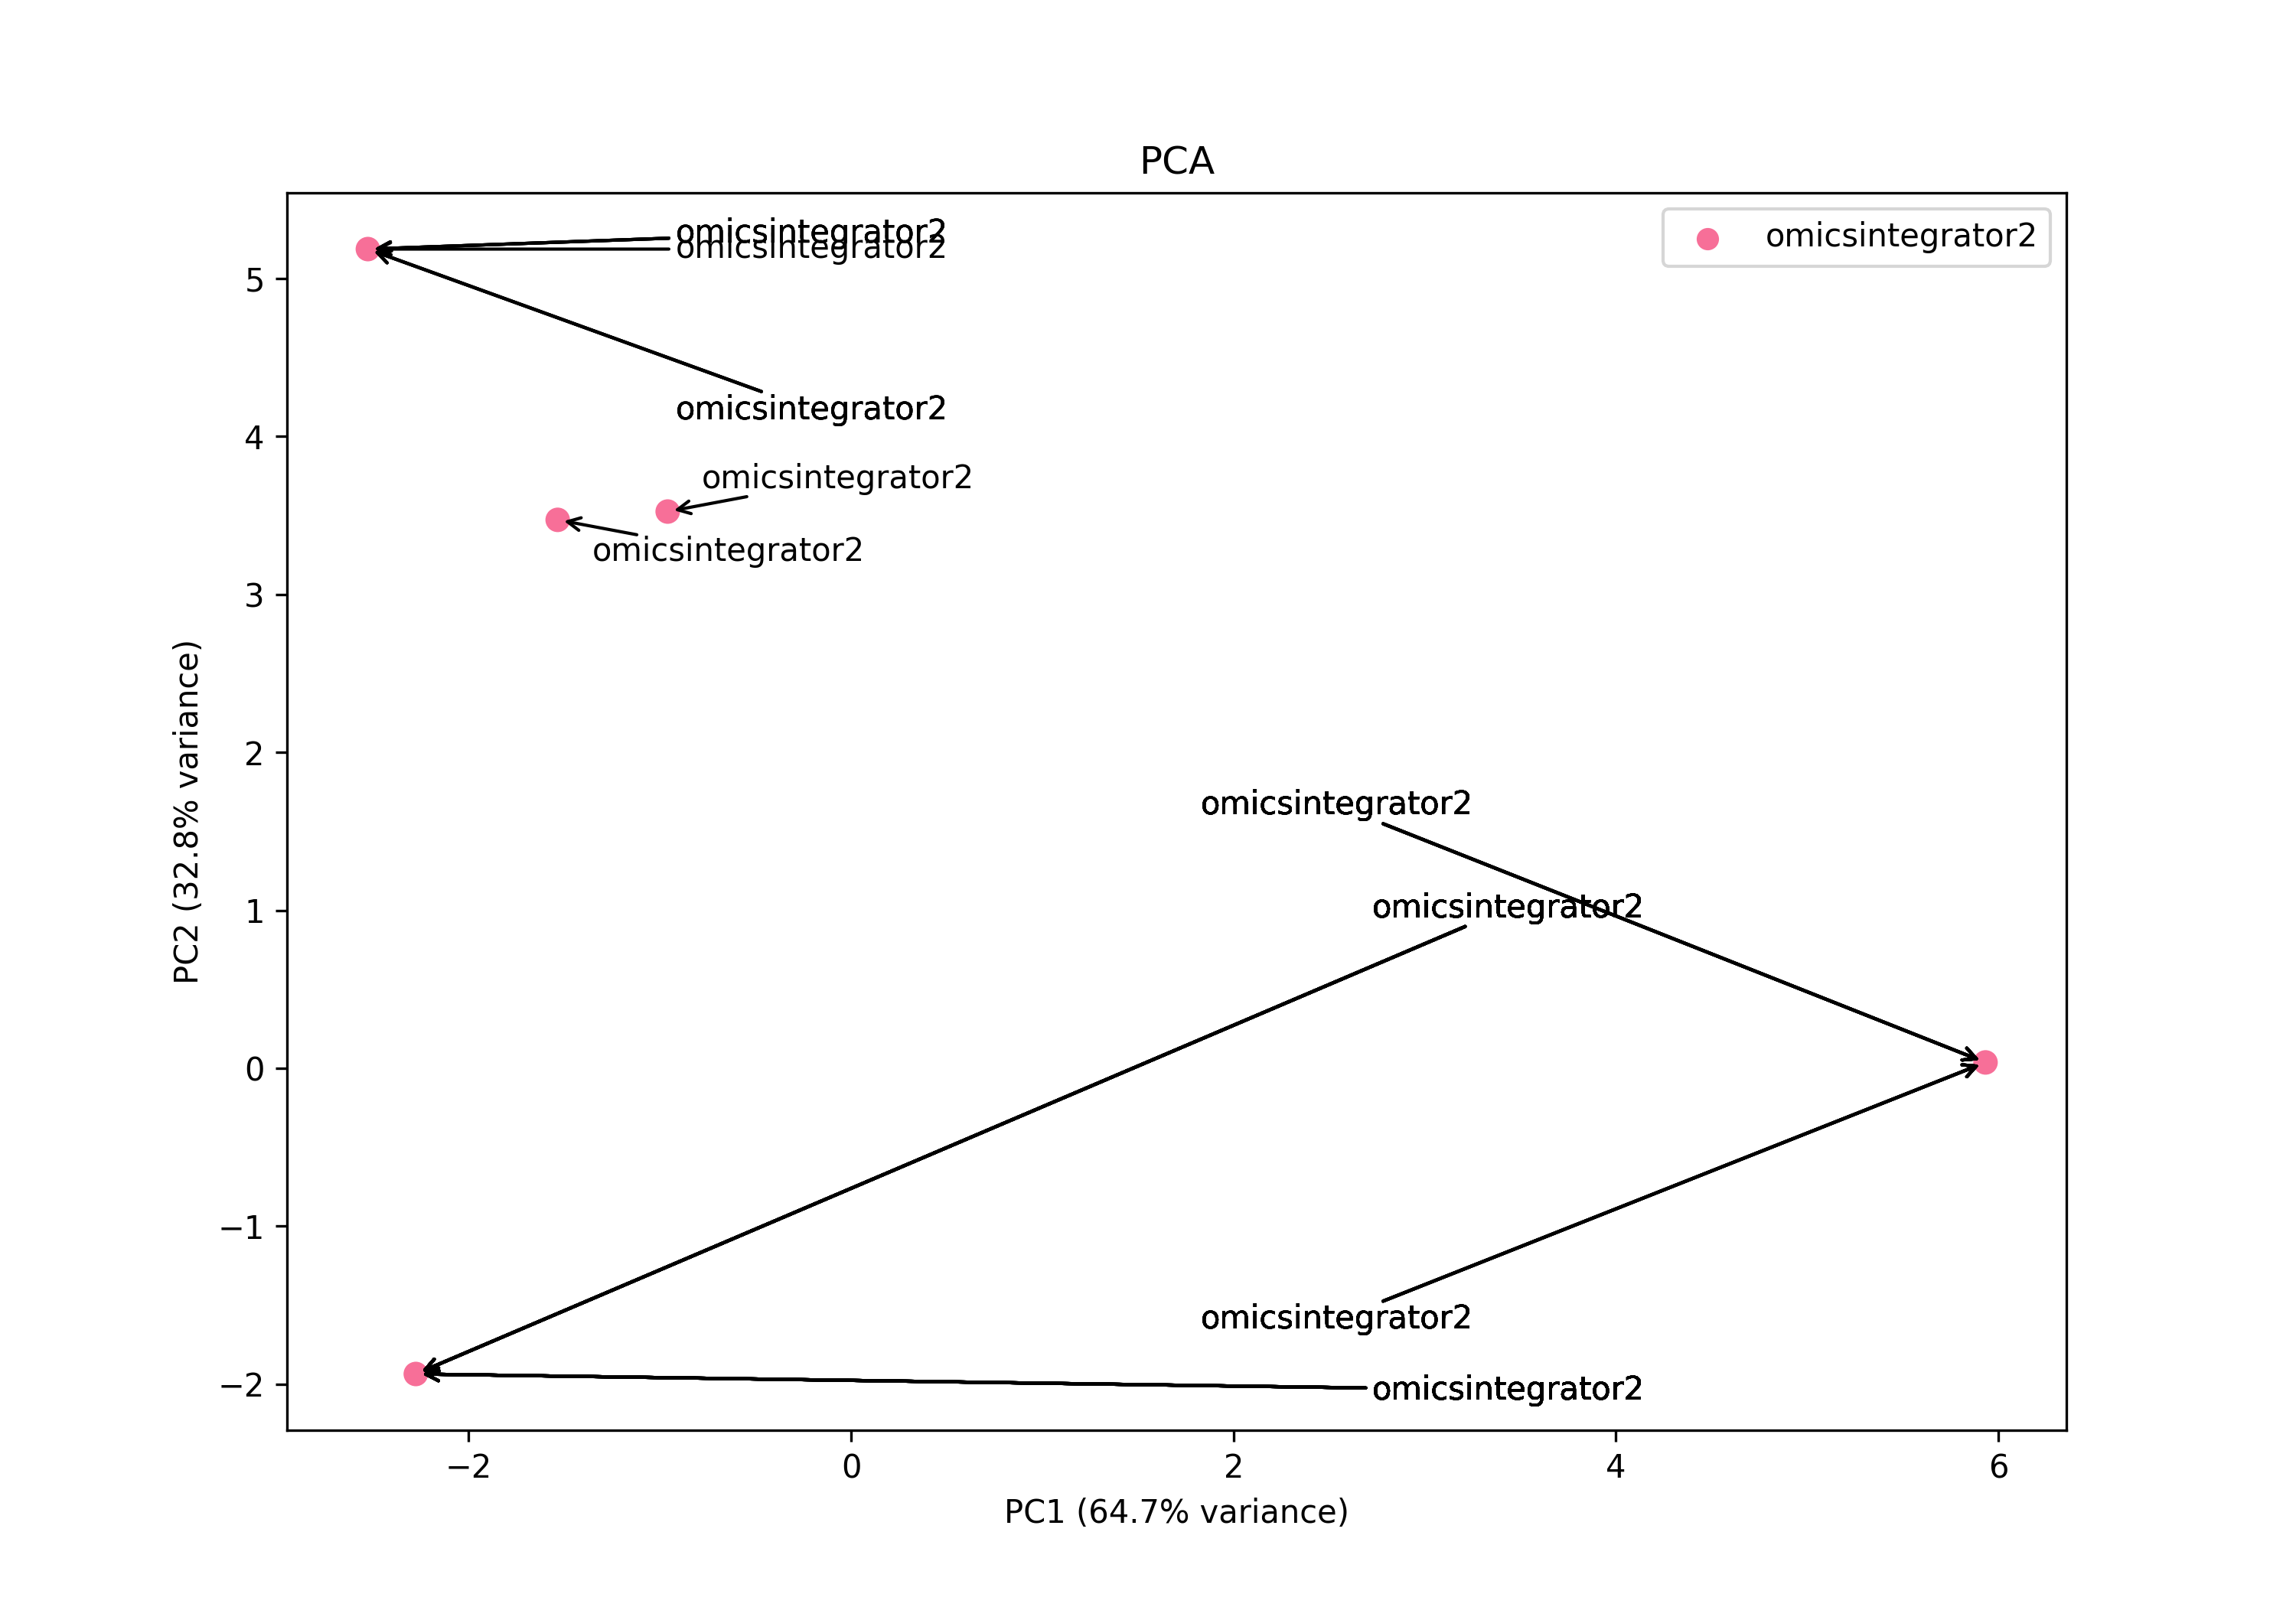 PCA
omicsintegrator2
omicsintegrator2
omicsintegrator2
omicsintegrator2
omicsintegrator2
omicsintegrator2
omicsintegrator2
omicsintegrator2
omicsintegrator2
omicsintegrator2
5
4
3
2
1
0
−1
−2
PC2 (32.8% variance)
−2
0
2
4
6
PC1 (64.7% variance)